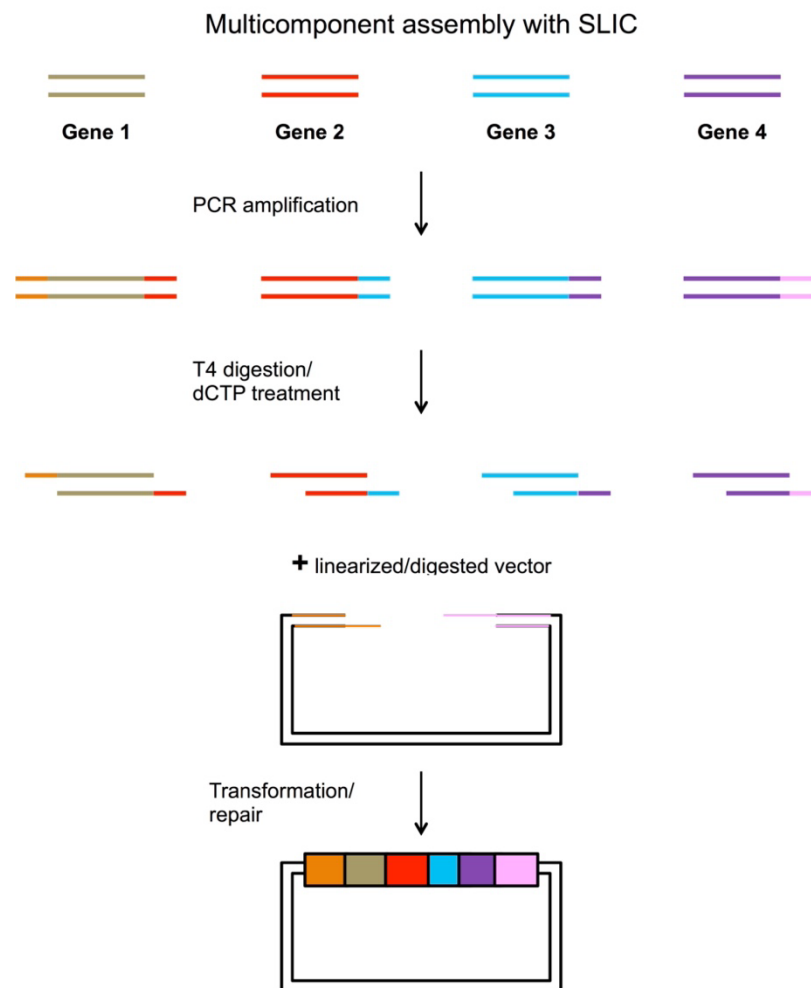 Multicomponent assembly with SLIC
Gene 1 Gene 2 Gene 3 Gene 4
PCR amplification
T4 digestion/
dCTP treatment
+ linearized/digested vector
Transformation/
repair